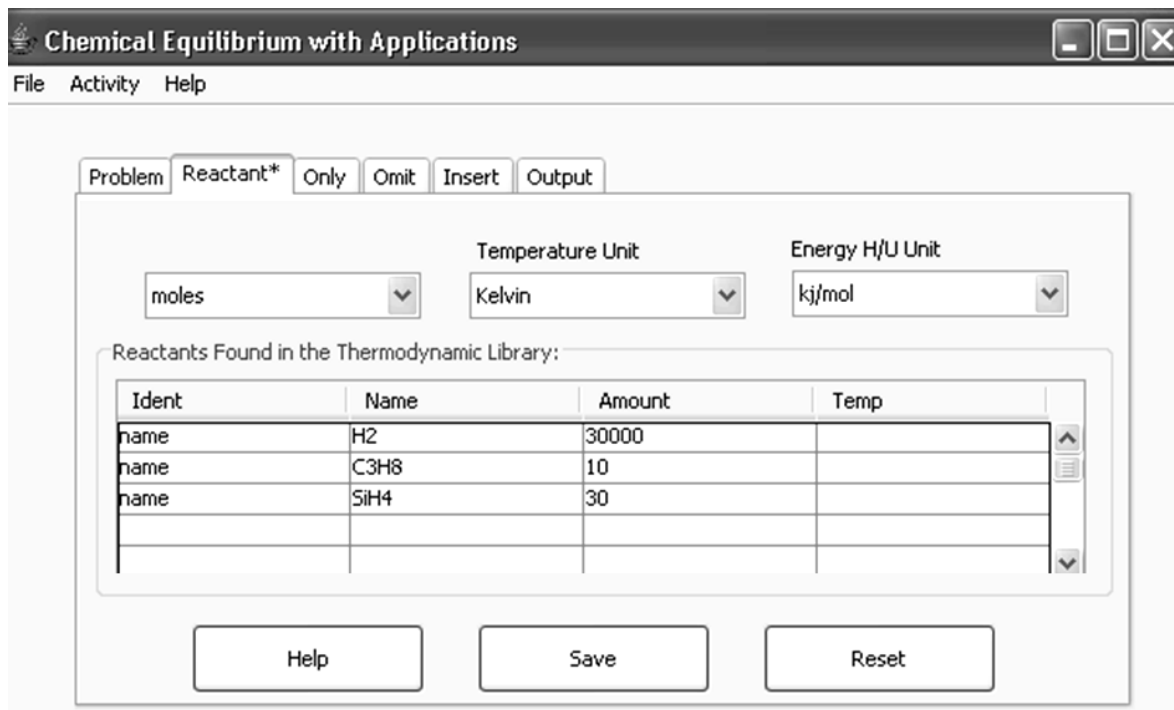 Chemical Equilibrium with Applications
File Activity Help
Problem Reactant* Only Omit Insert Output
Temperature Unit Energy H/U Unit
moles Kelvin kj/mol
Reactants Found in the Thermodynamic Library:
Ident Name Amount Temp
name H2 30000
name C3H8 10
name SiH4 30
Help Save Reset